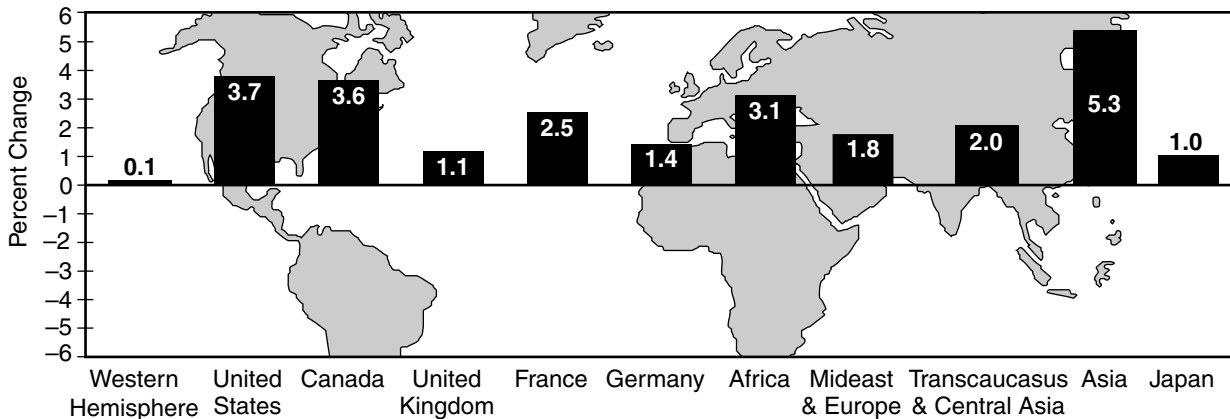 Percent Change
6
5
4
3
2
1
0
–1
–2
–3
–4
–5
–6
0.1
3.7
3.6
1.1
2.5
1.4
3.1
1.8
2.0
5.3
1.0
Western
Hemisphere
United
States
Canada
United
Kingdom
France
Germany
Africa
Mideast
& Europe
Transcaucasus
& Central Asia
Asia
Japan